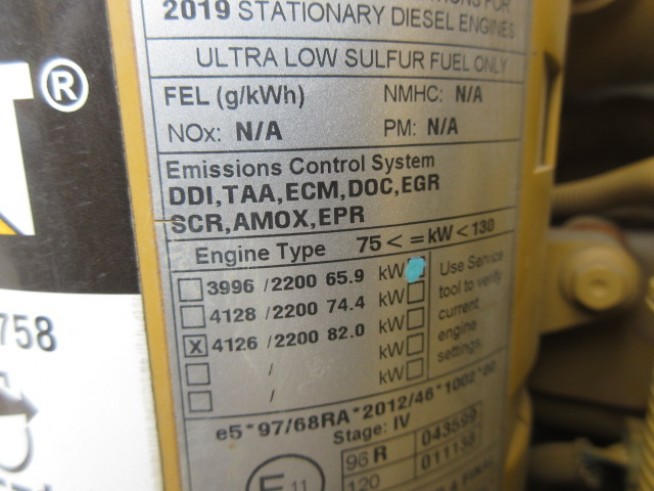 2019 STATIONARY DIESEL ENGINES
ULTRA LOW SULFUR FUEL ONLY
FEL (g/kWh) NMHC: N/A
NOx: N/A PM: N/A
Emissions Control System
DDI,TAA,ECM,DOC,EGR
SCR,AMOX,EPR
Engine Type 75< =kW<130
3996 /2200 65.9 kW
4128 /2200 74.4 kW
X 4126 /2200 82.0 kW
/ kW
/ kW
Use Service
tool to verify
current
engine
settings.
e5*97/68RA*2012/46*1002*00
Stage: IV
96 R 043599
120 011138
E 11
®
758